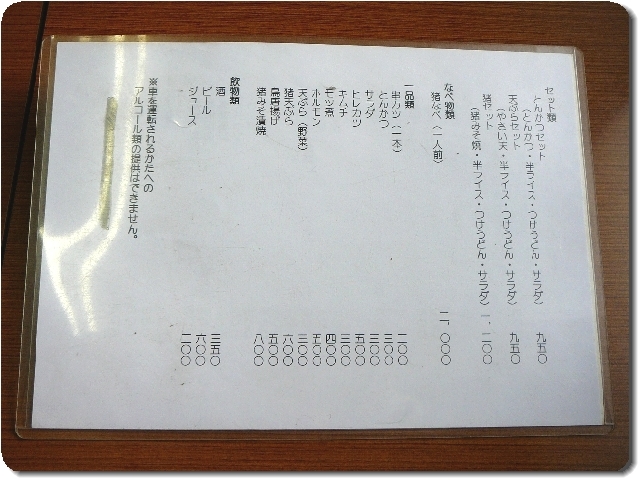 セット類
とんかつセット 九五〇
（とんかつ・半ライス・つけうどん・サラダ）
天ぷらセット 九五〇
（やさい天・半ライス・つけうどん・サラダ）
猪セット 一、二〇〇
（猪みそ焼・半ライス・つけうどん・サラダ）
なべ物類
猪なべ（一人前）
一品類
串カツ（一本） 二〇〇
とんかつ 三〇〇
サラダ 三〇〇
ヒレカツ 五〇〇
キムチ 三〇〇
モツ煮 四〇〇
ホルモン 五〇〇
天ぷら（野菜） 三〇〇
猪天ぷら 六〇〇
鳥唐揚げ 五〇〇
猪みそ漬焼 八〇〇
飲物類
酒 三五〇
ビール 六〇〇
ジュース 二〇〇
※車を運転されるかたへの
アルコール類の提供はできません。